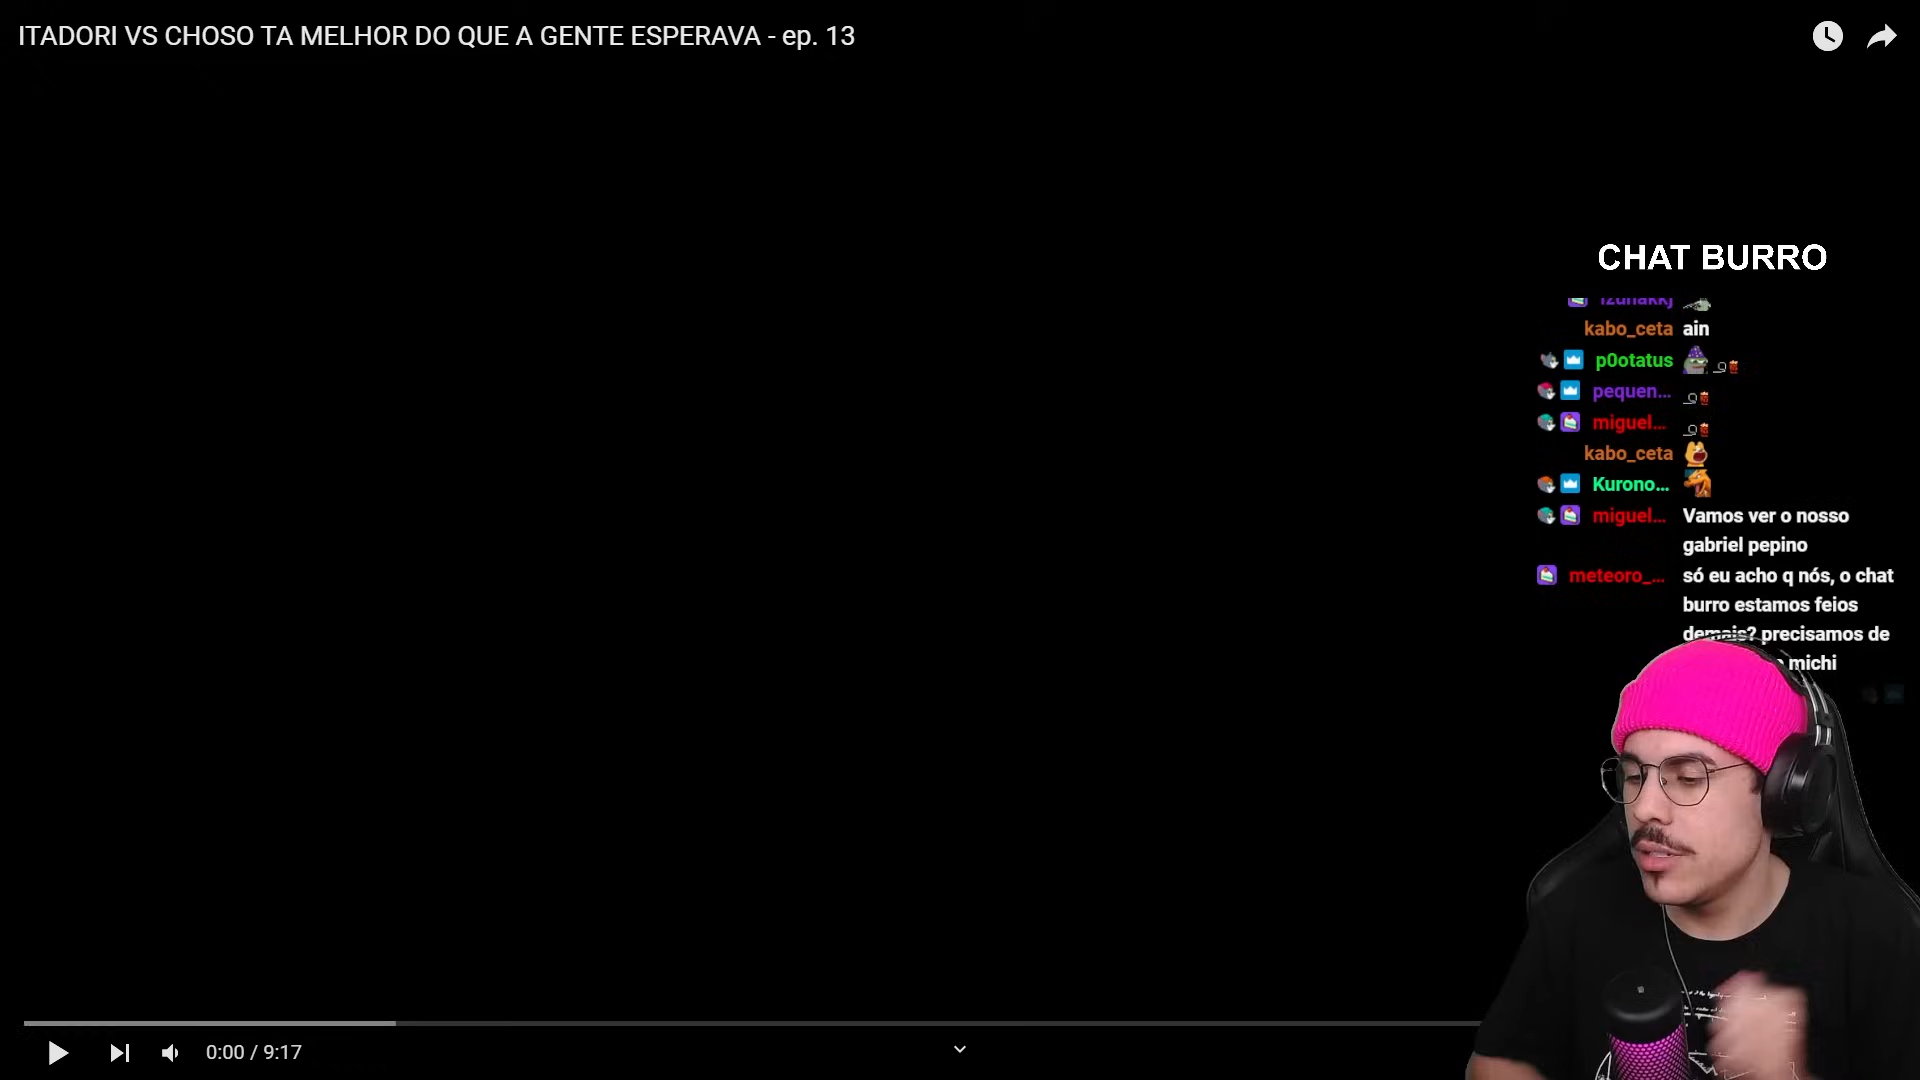 ITADORI VS CHOSO TA MELHOR DO QUE A GENTE ESPERAVA - ep. 13
CHAT BURRO
kabo_ceta ain
p0otatus
pequen...
miguel...
kabo_ceta
Kurono...
miguel... Vamos ver o nosso
gabriel pepino
meteoro_... só eu acho q nós, o chat
burro estamos feios
demais? precisamos de
michi
0:00 / 9:17